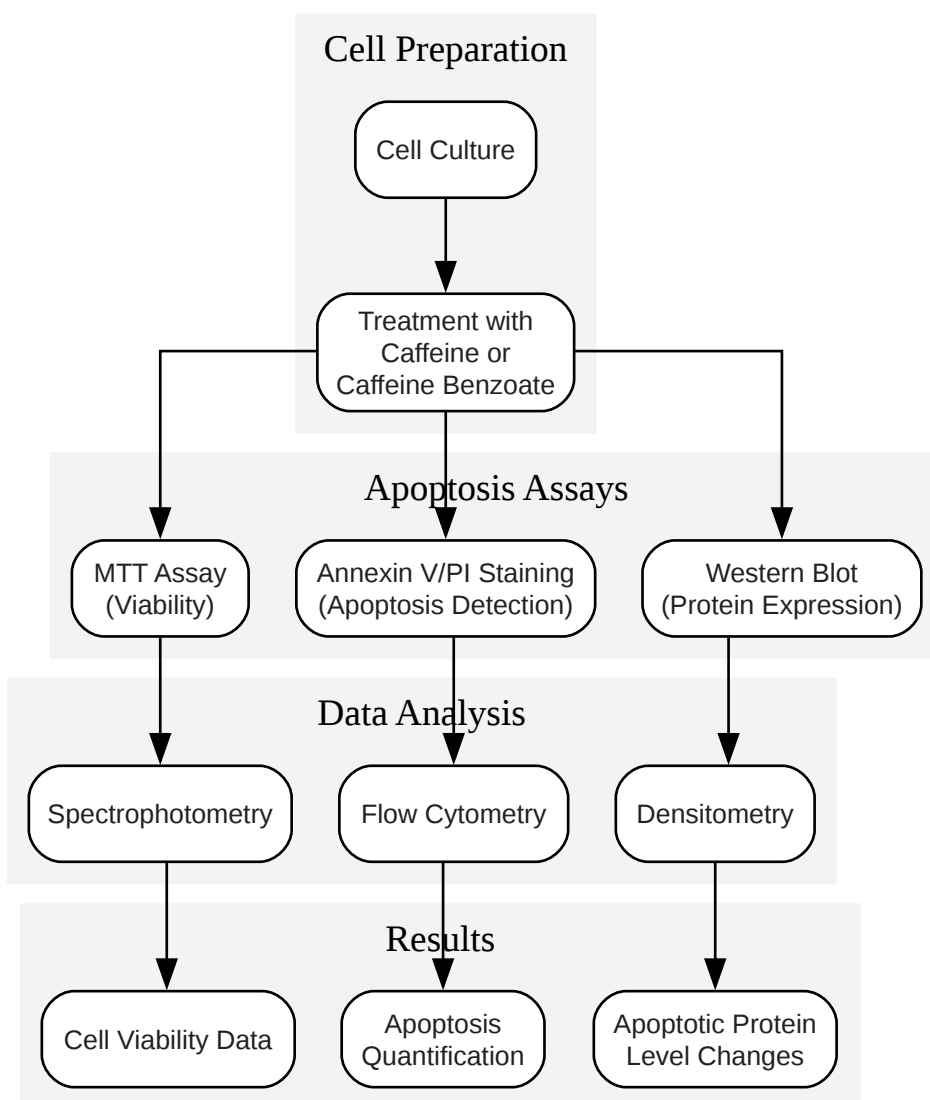 Cell Preparation
Cell Culture
Treatment with
Caffeine or
Caffeine Benzoate
Apoptosis Assays
MTT Assay
(Viability)
Annexin V/PI Staining
(Apoptosis Detection)
Western Blot
(Protein Expression)
Data Analysis
Spectrophotometry
Flow Cytometry
Densitometry
Results
Cell Viability Data
Apoptosis
Quantification
Apoptotic Protein
Level Changes